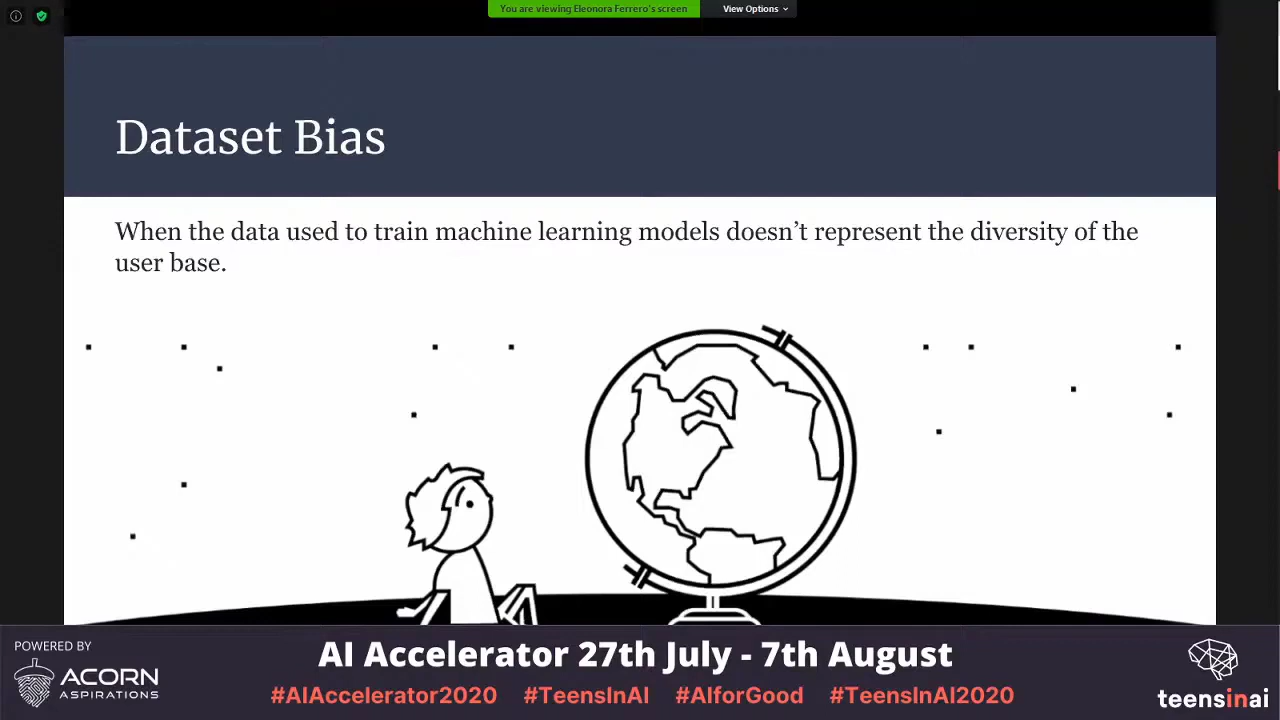 You are viewing Eleonora Ferrero's screen
View Options
Dataset Bias
When the data used to train machine learning models doesn’t represent the diversity of the
user base.
POWERED BY
ACORN
ASPIRATIONS
AI Accelerator 27th July - 7th August
#AIAccelerator2020 #TeensInAI #AIforGood #TeensInAI2020
teensinai